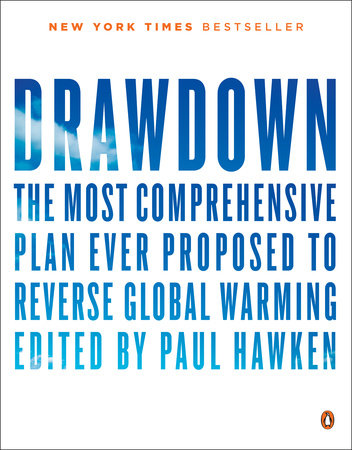 NEW YORK TIMES BESTSELLER
DRAWDOWN
THE MOST COMPREHENSIVE
PLAN EVER PROPOSED TO
REVERSE GLOBAL WARMING
EDITED BY PAUL HAWKEN